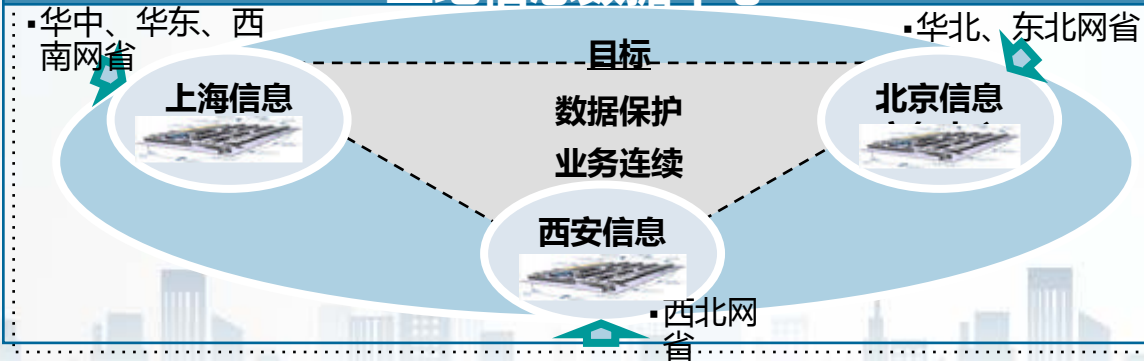 ▪华中、华东、西
南网省
▪华北、东北网省
目标
上海信息
数据保护
北京信息
业务连续
西安信息
▪西北网
省